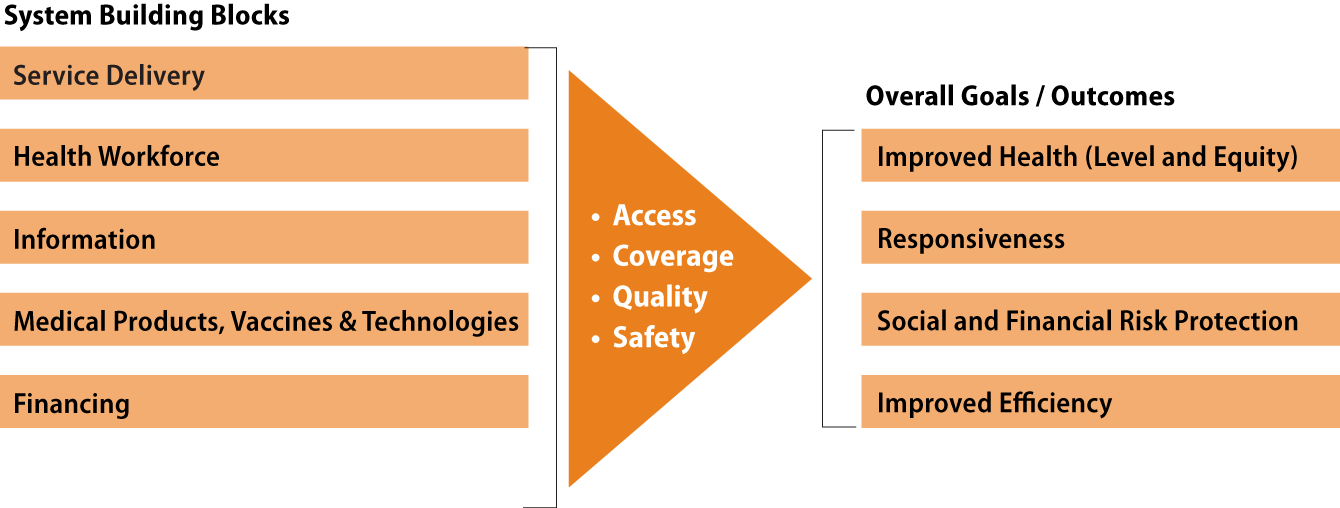 System Building Blocks
Service Delivery
Health Workforce
Information
Medical Products, Vaccines & Technologies
Financing
• Access
• Coverage
• Quality
• Safety
Overall Goals / Outcomes
Improved Health (Level and Equity)
Responsiveness
Social and Financial Risk Protection
Improved Efficiency